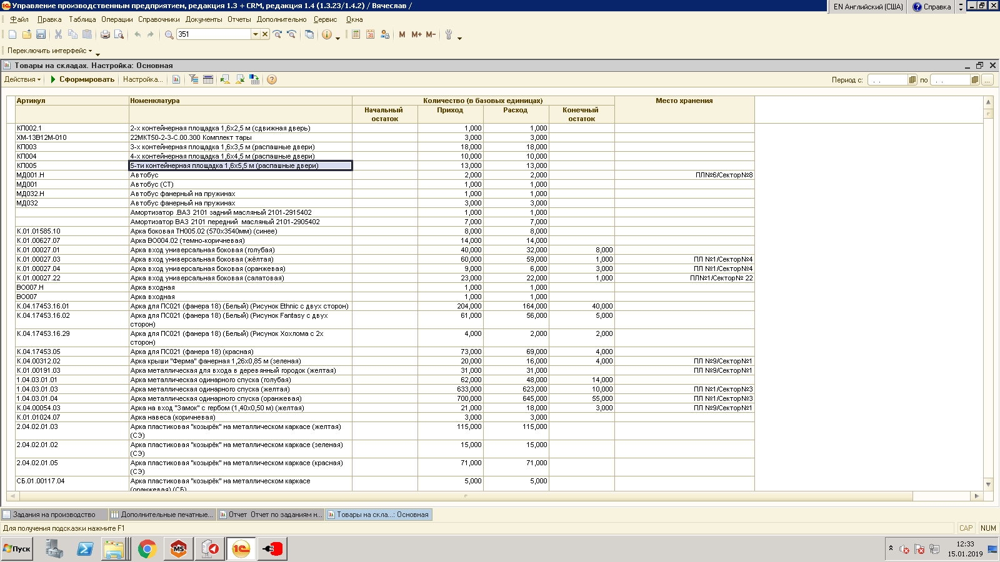 Управление производственным предприятием, редакция 1.3 + CRM, редакция 1.4 (1.3.23/1.4.2) / Вячеслав /
EN Английский (США) Справка
Файл Правка Таблица Операции Справочники Документы Отчеты Дополнительно Сервис Окна
351 M M+ M-
Переключить интерфейс
Товары на складах. Настройка: Основная
Действия Сформировать Настройка... Период с: . . по . . ...
Артикул Номенклатура Количество (в базовых единицах) Место хранения
Начальный остаток Приход Расход Конечный остаток
КП002.1 2-х контейнерная площадка 1,6х2,5 м (сдвижная дверь) 1,000 1,000
ХМ-13В12М-010 22МКТ50-2-3-С.00.300 Комплект тары 3,000 3,000
КП003 3-х контейнерная площадка 1,6х3,5 м (распашные двери) 18,000 18,000
КП004 4-х контейнерная площадка 1,6х4,5 м (распашные двери) 10,000 10,000
КП005 5-ти контейнерная площадка 1,6х5,5 м (распашные двери) 13,000 13,000
МД001.Н Автобус 2,000 2,000 ПЛ№6/Сектор№8
МД001 Автобус (СТ) 1,000 1,000
МД032.Н Автобус фанерный на пружинах 1,000 1,000
МД032 Автобус фанерный на пружинах 3,000 3,000
Амортизатор .ВАЗ 2101 задний масляный 2101-2915402 1,000 1,000
Амортизатор ВАЗ 2101 передний масляный 2101-2905402 7,000 7,000
К.01.01585.10 Арка боковая ТН005.02 (570х3540мм) (синее) 8,000 8,000
К.01.00627.07 Арка ВО004.02 (темно-коричневая) 14,000 14,000
К.01.00027.01 Арка вход универсальная боковая (голубая) 40,000 32,000 8,000
К.01.00027.03 Арка вход универсальная боковая (жёлтая) 60,000 59,000 1,000 ПЛ №1/Сектор№4
К.01.00027.04 Арка вход универсальная боковая (оранжевая) 9,000 6,000 3,000 ПЛ №1/Сектор№4
К.01.00027.22 Арка вход универсальная боковая (салатовая) 23,000 22,000 1,000 ПЛ№1/Сектор№ 22
ВО007.Н Арка входная 1,000 1,000
ВО007 Арка входная 1,000 1,000
К.04.17453.16.01 Арка для ПС021 (фанера 18) (Белый) (Рисунок Ethnic с двух сторон) 204,000 164,000 40,000
К.04.17453.16.02 Арка для ПС021 (фанера 18) (Белый) (Рисунок Fantasy с двух 61,000 56,000 5,000
сторон)
К.04.17453.16.29 Арка для ПС021 (фанера 18) (Белый) (Рисунок Хохлома с 2х 4,000 2,000 2,000
сторон)
К.04.17453.05 Арка для ПС021 (фанера 18) (красная) 73,000 69,000 4,000
К.04.00312.02 Арка крыши "Ферма" фанерная 1,26х0,85 м (зеленая) 20,000 16,000 4,000 ПЛ №9/Сектор№1
К.01.00191.03 Арка металлическая для входа в деревянный городок (желтая) 31,000 31,000 ПЛ №9/Сектор№1
1.04.03.01.01 Арка металлическая одинарного спуска (голубая) 62,000 48,000 14,000
1.04.03.01.03 Арка металлическая одинарного спуска (желтая) 633,000 623,000 10,000 ПЛ №1/Сектор№3
1.04.03.01.04 Арка металлическая одинарного спуска (оранжевая) 700,000 645,000 55,000 ПЛ №1/Сектор№3
К.04.00054.03 Арка на вход "Замок" с гербом (1,40х0,50 м) (желтая) 21,000 18,000 3,000 ПЛ №9/Сектор№1
К.01.01024.07 Арка навеса (коричневая) 3,000 3,000
2.04.02.01.03 Арка пластиковая "козырёк" на металлическом каркасе (желтая) 115,000 115,000
(СЭ)
2.04.02.01.02 Арка пластиковая "козырёк" на металлическом каркасе (зеленая) 15,000 15,000
(СЭ)
2.04.02.01.05 Арка пластиковая "козырёк" на металлическом каркасе (красная) 71,000 71,000
(СЭ)
СБ.01.00117.04 Арка пластиковая "козырёк" на металлическом каркасе 5,000 5,000
(оранжевая) (СБ)
Задания на производство Дополнительные печатные... Отчет Отчет по заданиям н... Товары на скла...: Основная
Для получения подсказки нажмите F1 CAP NUM
Пуск MS 1С 12:33
15.01.2019